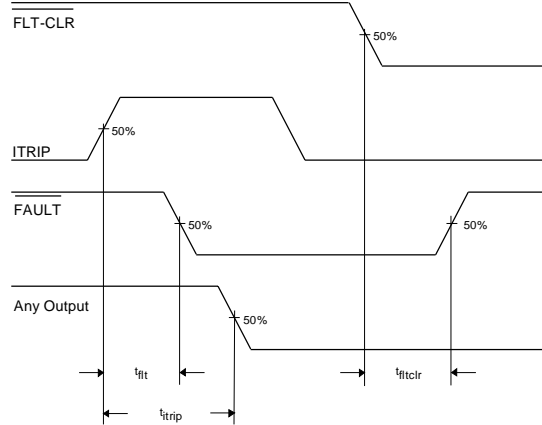 FLT-CLR
50%
50%
ITRIP
FAULT
50%
50%
Any Output
50%
tflt
tfltclr
titrip